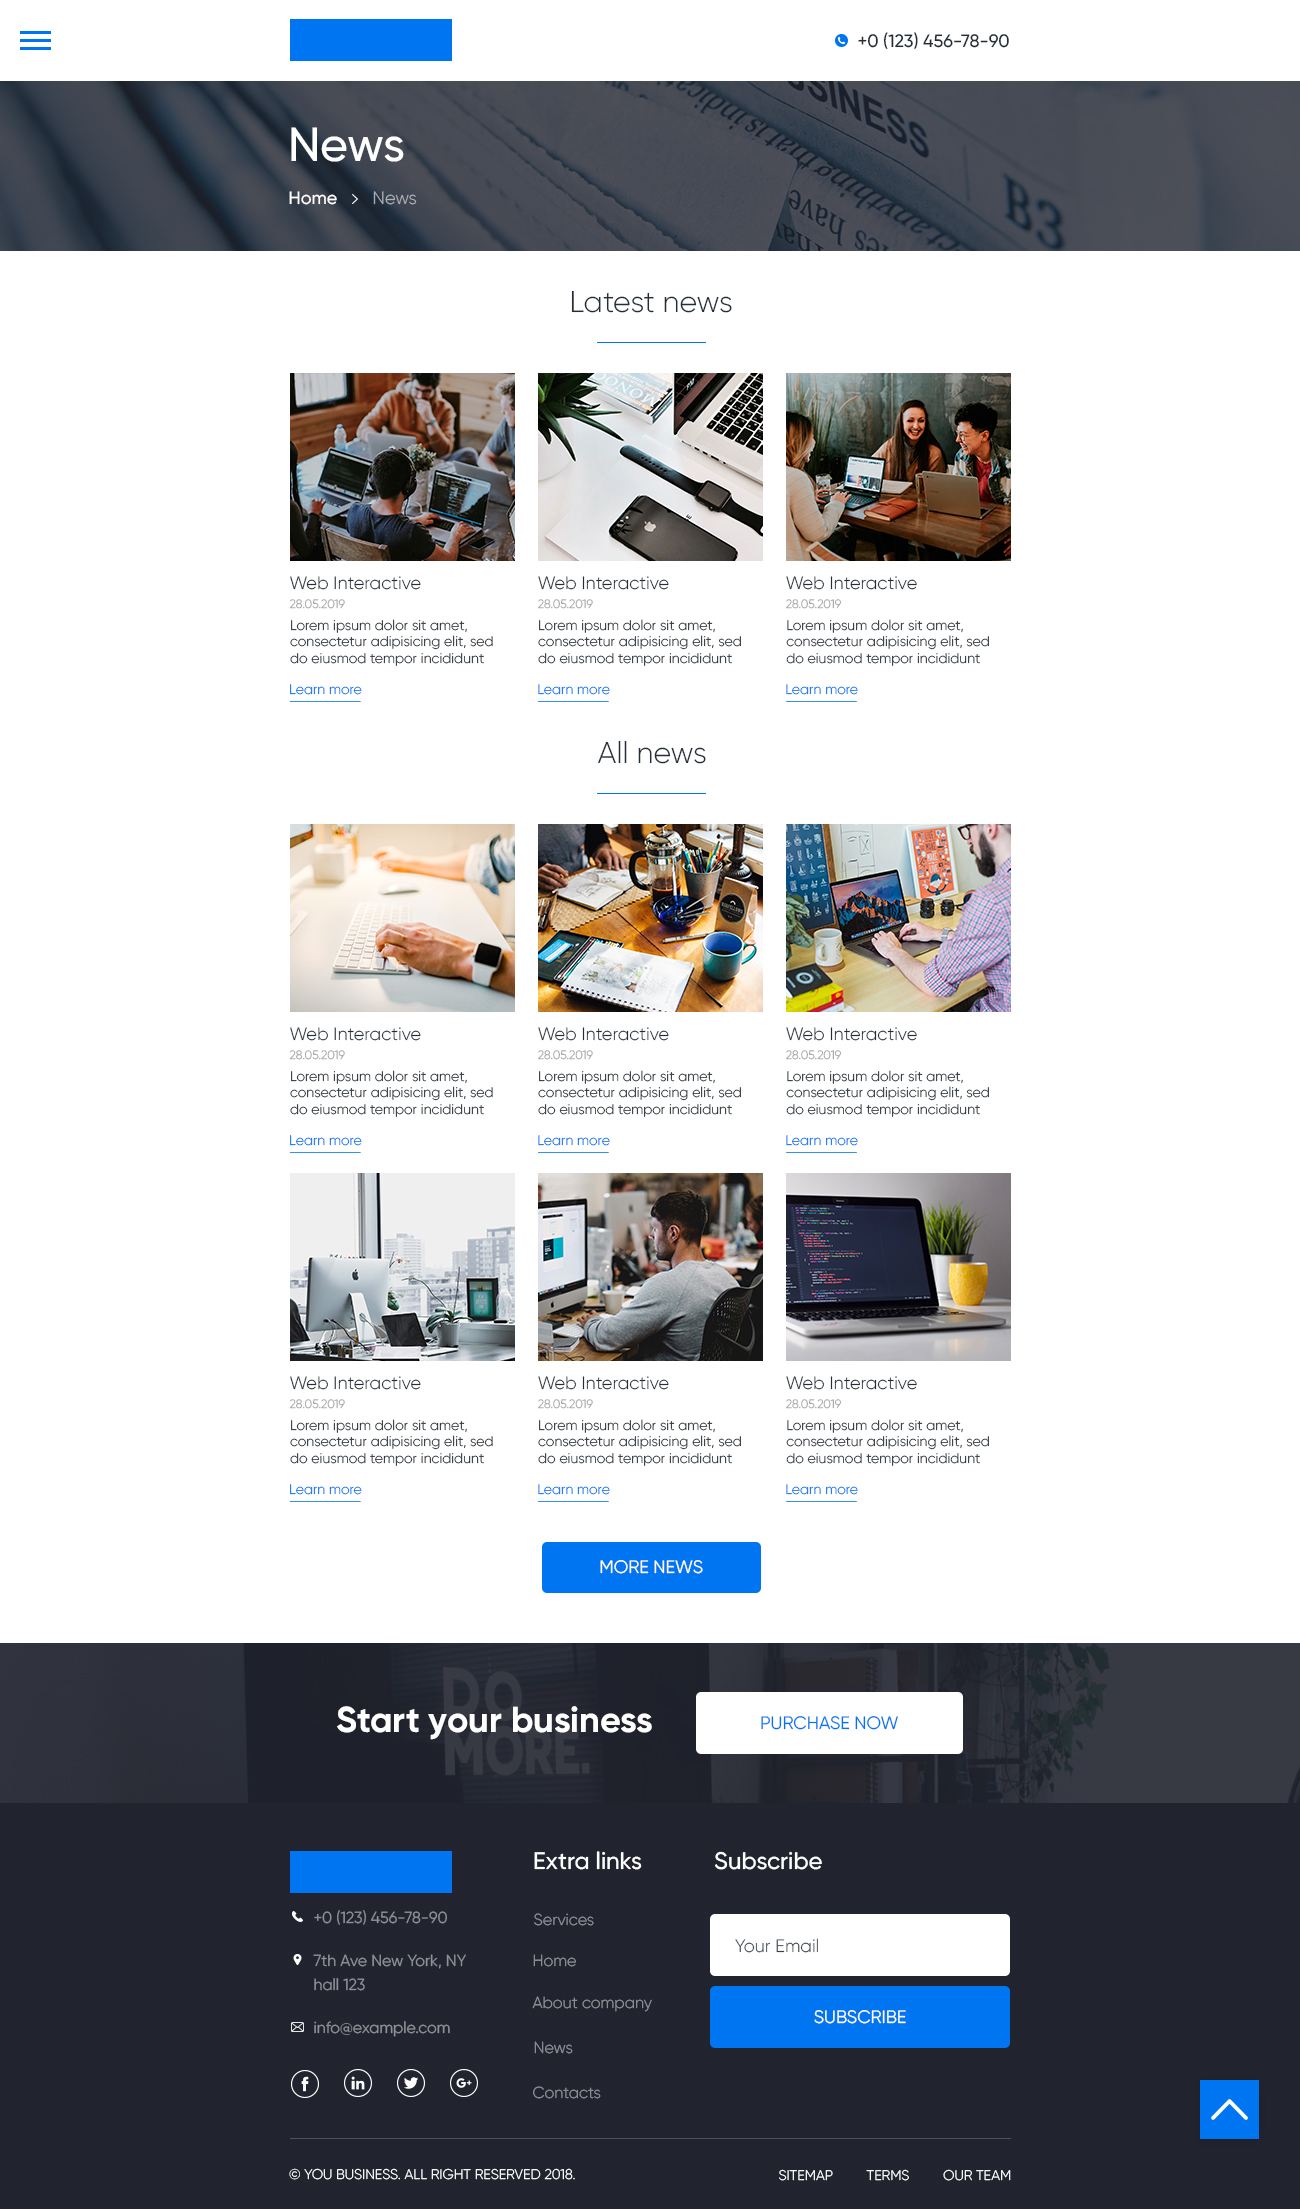 +0 (123) 456-78-90
BUSINESS
B3
have
News
Home > News
Latest news
Web Interactive
28.05.2019
Lorem ipsum dolor sit amet,
consectetur adipisicing elit, sed
do eiusmod tempor incididunt
Learn more
Web Interactive
28.05.2019
Lorem ipsum dolor sit amet,
consectetur adipisicing elit, sed
do eiusmod tempor incididunt
Learn more
Web Interactive
28.05.2019
Lorem ipsum dolor sit amet,
consectetur adipisicing elit, sed
do eiusmod tempor incididunt
Learn more
All news
Web Interactive
28.05.2019
Lorem ipsum dolor sit amet,
consectetur adipisicing elit, sed
do eiusmod tempor incididunt
Learn more
Web Interactive
28.05.2019
Lorem ipsum dolor sit amet,
consectetur adipisicing elit, sed
do eiusmod tempor incididunt
Learn more
Web Interactive
28.05.2019
Lorem ipsum dolor sit amet,
consectetur adipisicing elit, sed
do eiusmod tempor incididunt
Learn more
Web Interactive
28.05.2019
Lorem ipsum dolor sit amet,
consectetur adipisicing elit, sed
do eiusmod tempor incididunt
Learn more
Web Interactive
28.05.2019
Lorem ipsum dolor sit amet,
consectetur adipisicing elit, sed
do eiusmod tempor incididunt
Learn more
Web Interactive
28.05.2019
Lorem ipsum dolor sit amet,
consectetur adipisicing elit, sed
do eiusmod tempor incididunt
Learn more
MORE NEWS
DO
MORE.
Start your business
PURCHASE NOW
+0 (123) 456-78-90
7th Ave New York, NY
hall 123
info@example.com
Extra links
Services
Home
About company
News
Contacts
Subscribe
Your Email
SUBSCRIBE
© YOU BUSINESS. ALL RIGHT RESERVED 2018.
SITEMAP TERMS OUR TEAM